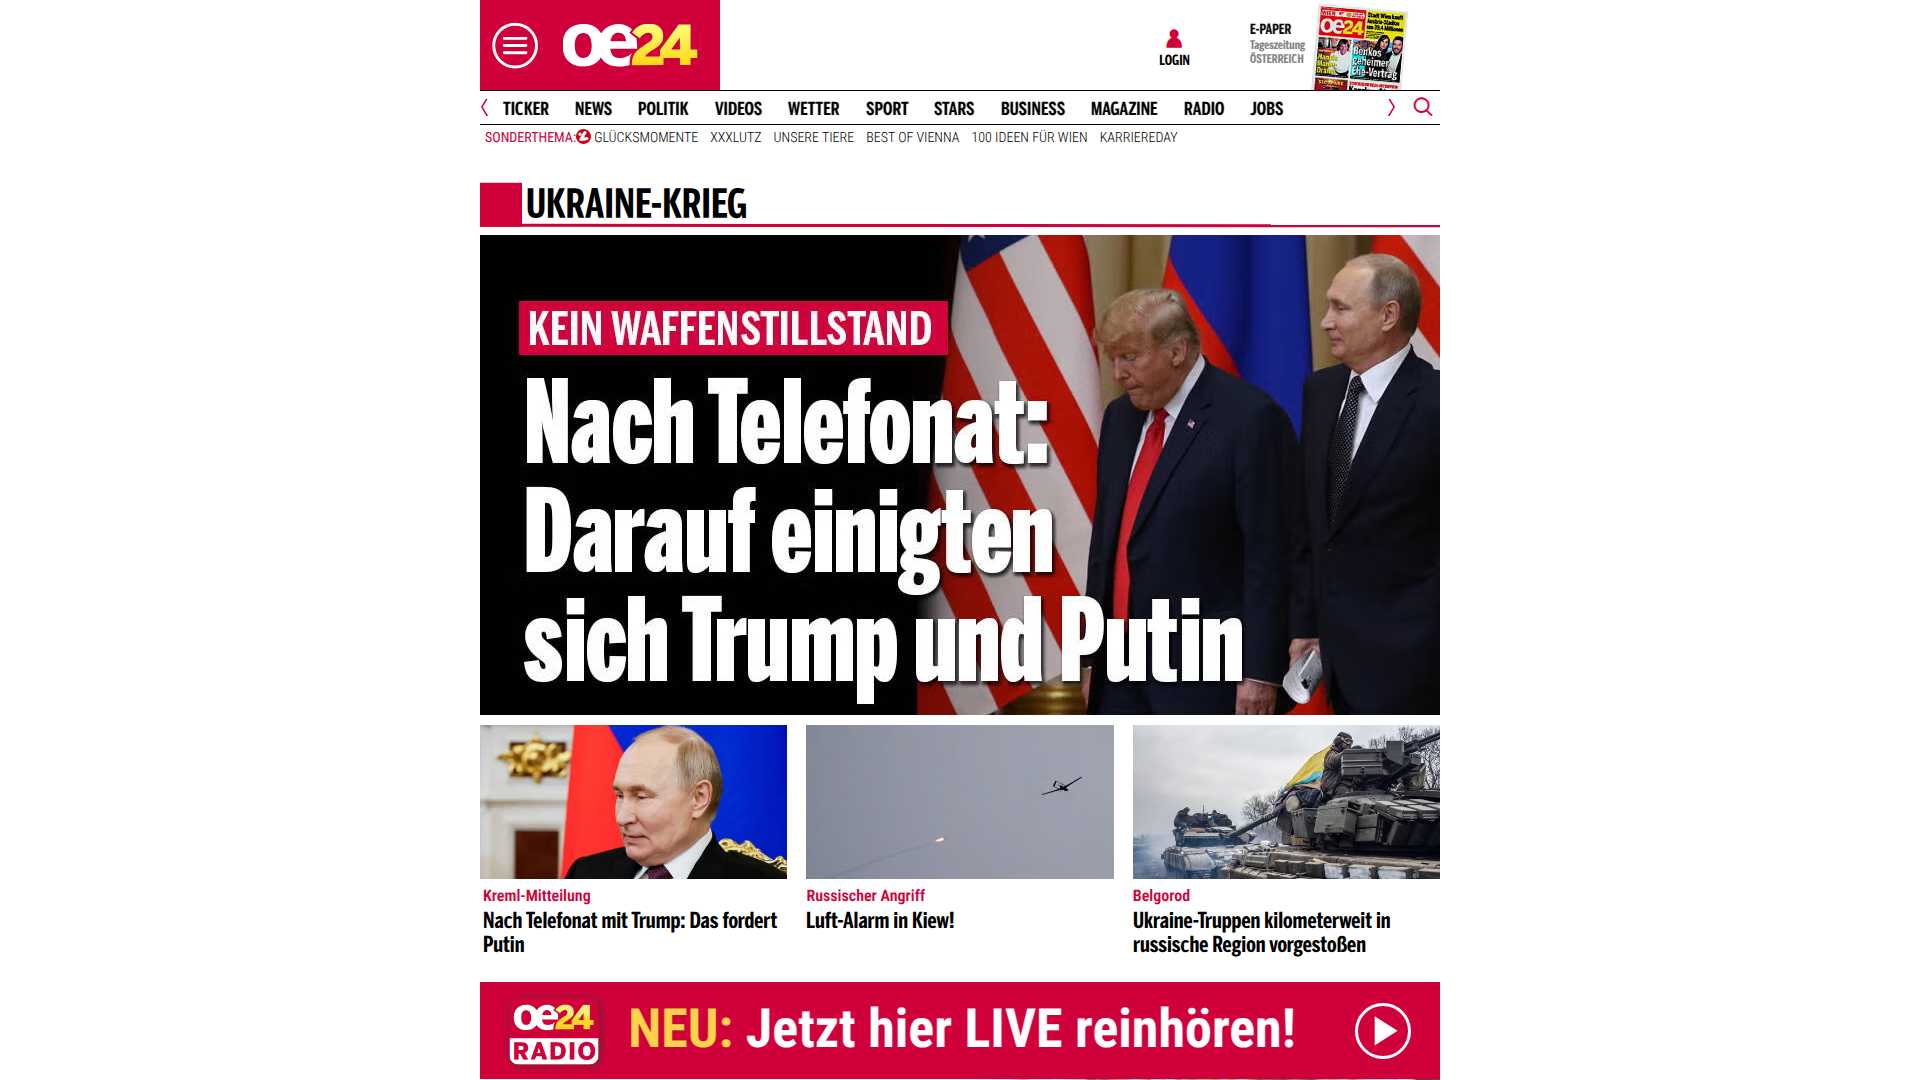 oe24
LOGIN
E-PAPER
Tageszeitung
ÖSTERREICH
oe24
TICKER NEWS POLITIK VIDEOS WETTER SPORT STARS BUSINESS MAGAZINE RADIO JOBS
SONDERTHEMA: GLÜCKSMOMENTE XXXLUTZ UNSERE TIERE BEST OF VIENNA 100 IDEEN FÜR WIEN KARRIEREDAY
UKRAINE-KRIEG
KEIN WAFFENSTILLSTAND
Nach Telefonat:
Darauf einigten
sich Trump und Putin
Kreml-Mitteilung
Nach Telefonat mit Trump: Das fordert
Putin
Russischer Angriff
Luft-Alarm in Kiew!
Belgorod
Ukraine-Truppen kilometerweit in
russische Region vorgestoßen
oe24
RADIO
NEU: Jetzt hier LIVE reinhören!